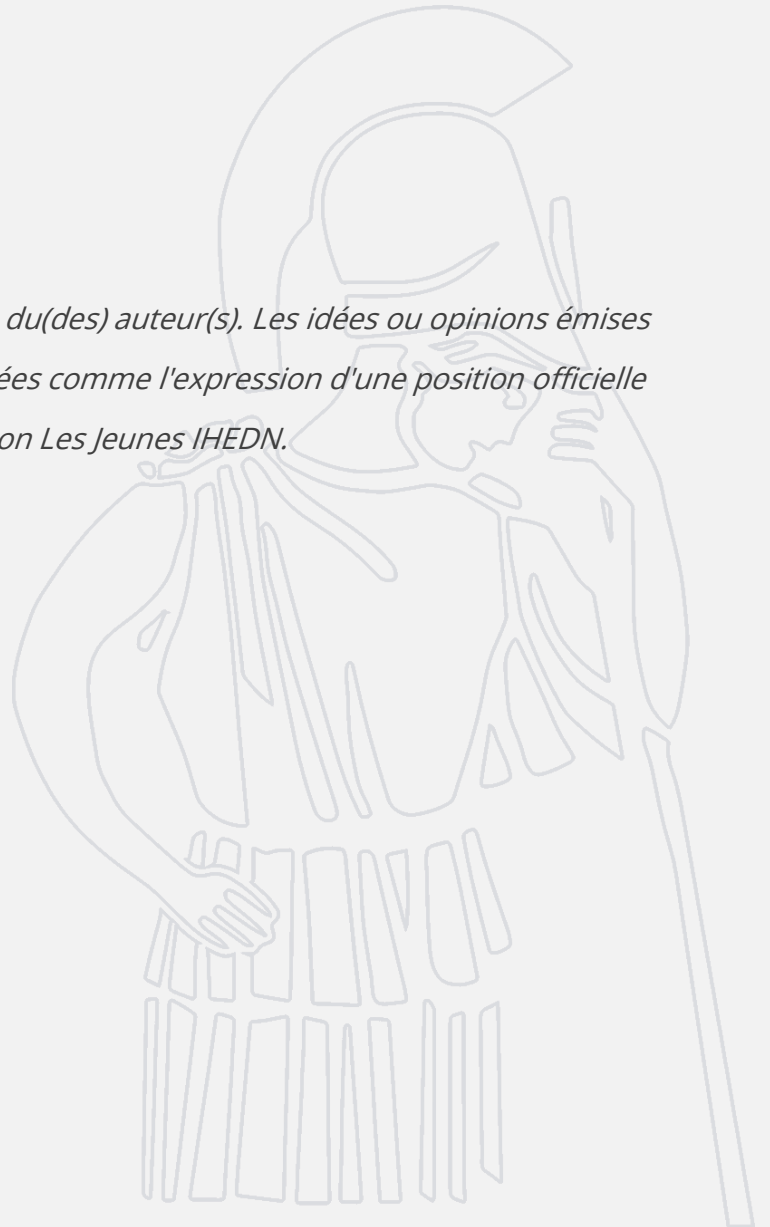 du(des) auteur(s). Les idées ou opinions émises
ées comme l'expression d'une position officielle
on Les Jeunes IHEDN.